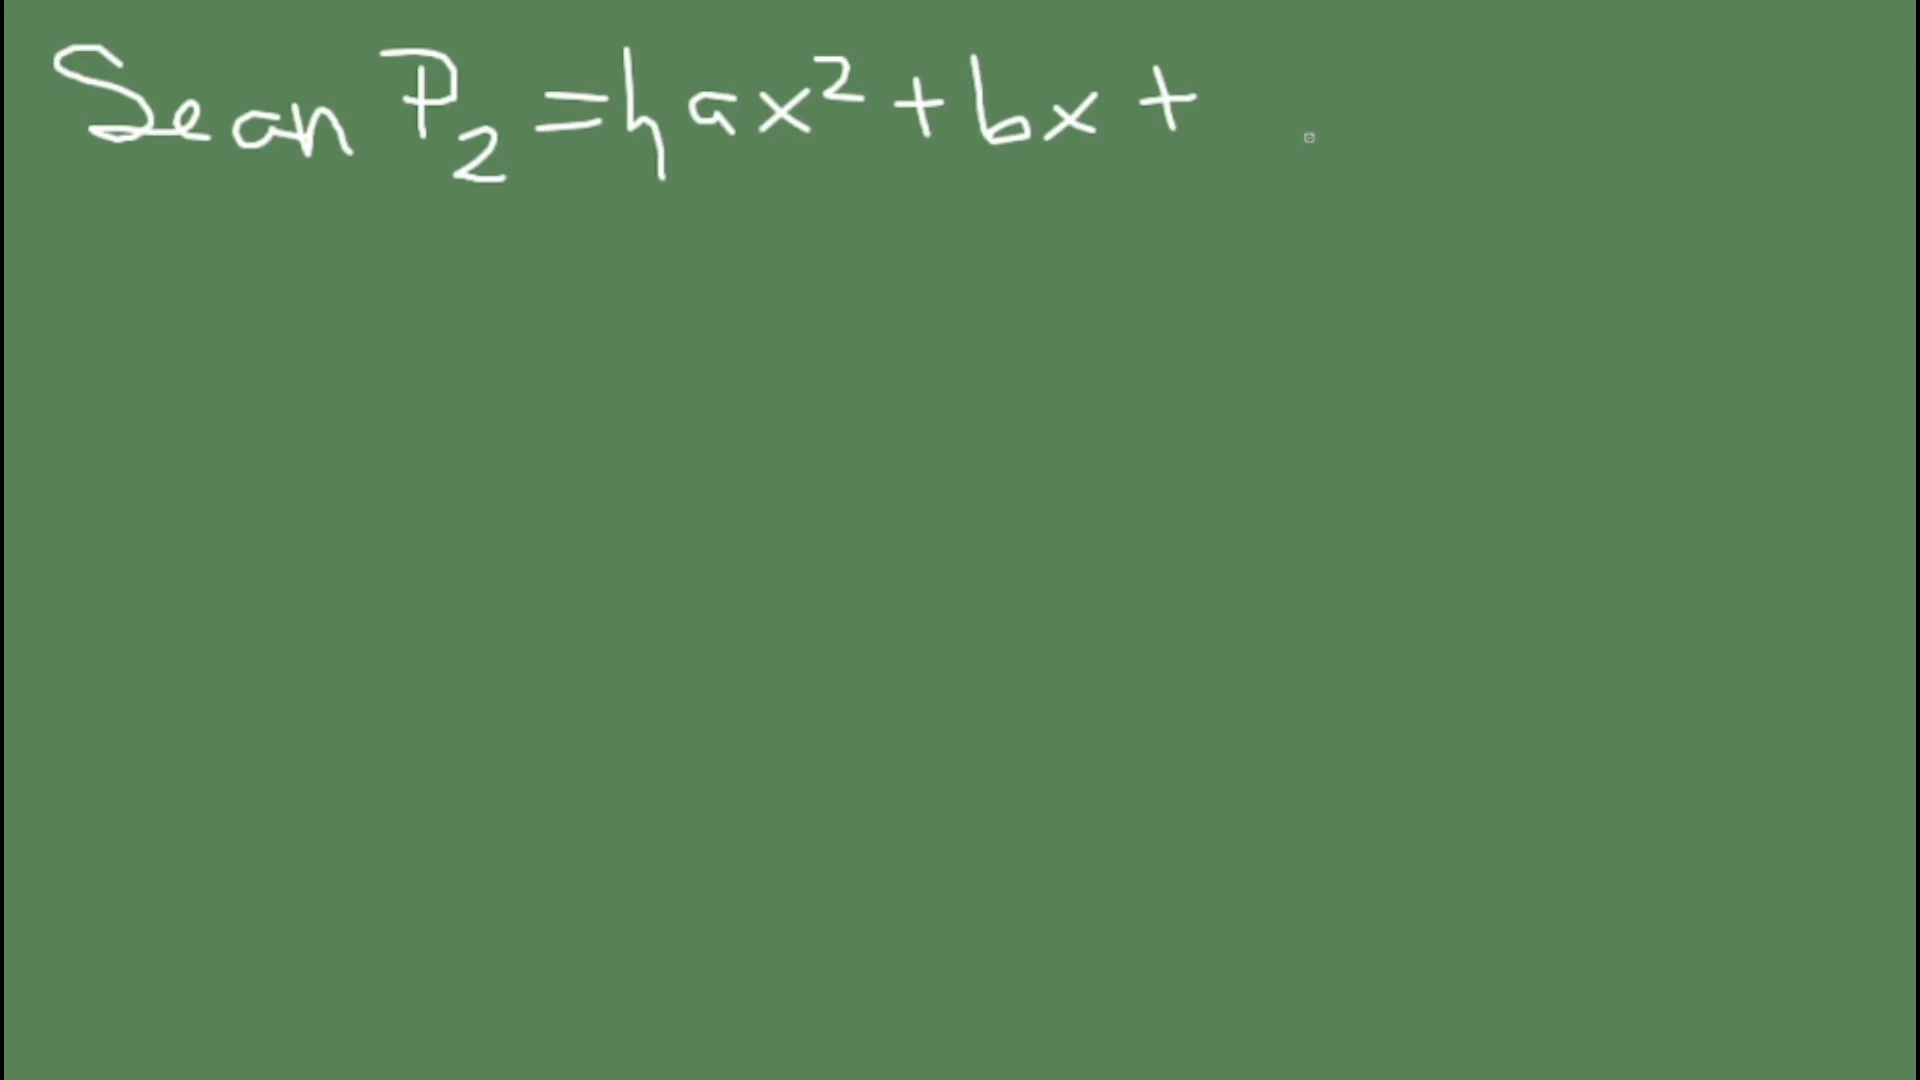 Sean P₂ = h ax² + bx +